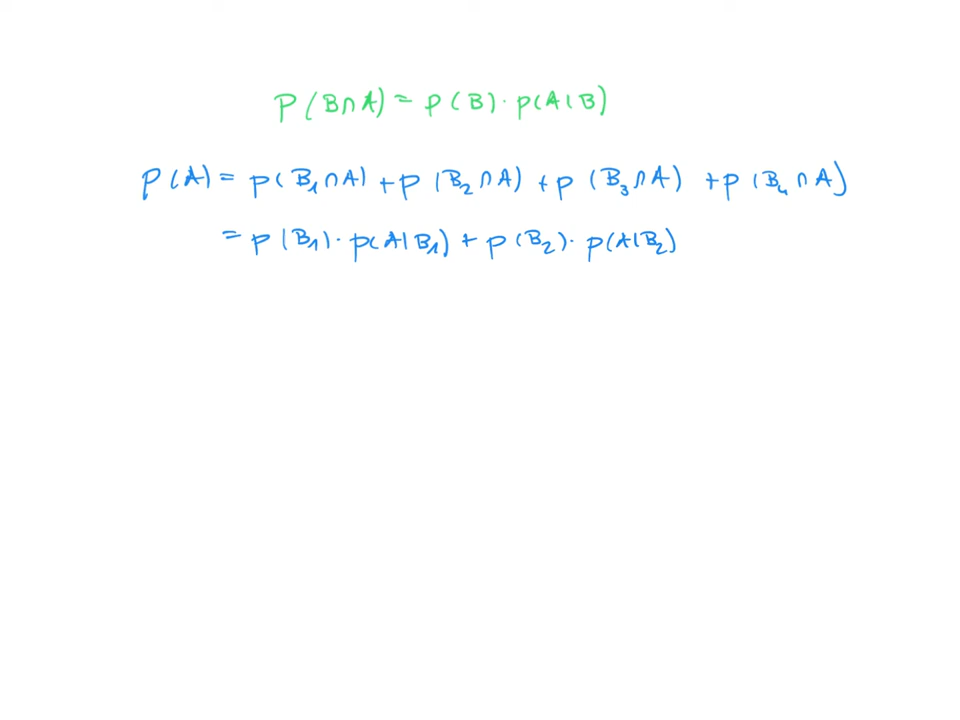 P(B∩A) = p(B)· p(A|B)
P(A) = p(B₁∩A) + p(B₂∩A) + p(B₃∩A) + p(B₄∩A)
= p(B₁)· p(A|B₁) + p(B₂)· p(A|B₂)